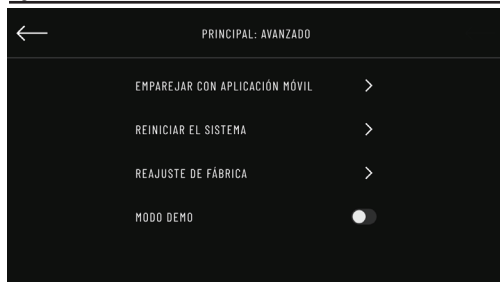 PRINCIPAL: AVANZADO
EMPAREJAR CON APLICACIÓN MÓVIL
REINICIAR EL SISTEMA
REAJUSTE DE FÁBRICA
MODO DEMO